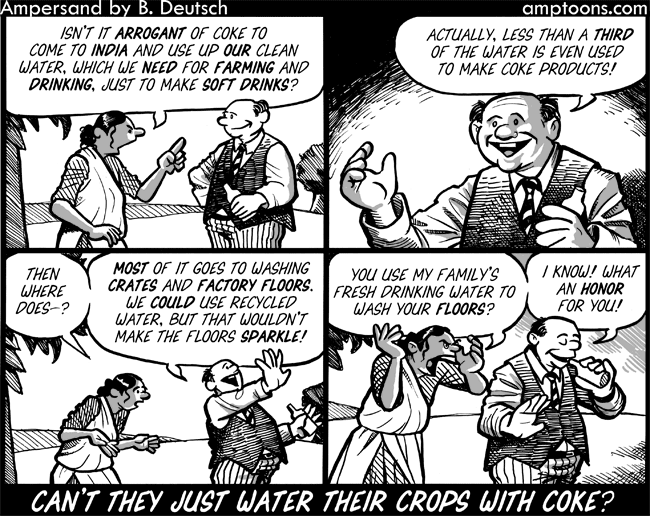 Ampersand by B. Deutsch
amptoons.com
ISN'T IT ARROGANT OF COKE TO
COME TO INDIA AND USE UP OUR CLEAN
WATER, WHICH WE NEED FOR FARMING AND
DRINKING, JUST TO MAKE SOFT DRINKS?
ACTUALLY, LESS THAN A THIRD
OF THE WATER IS EVEN USED
TO MAKE COKE PRODUCTS!
THEN
WHERE
DOES–?
MOST OF IT GOES TO WASHING
CRATES AND FACTORY FLOORS.
WE COULD USE RECYCLED
WATER, BUT THAT WOULDN'T
MAKE THE FLOORS SPARKLE!
YOU USE MY FAMILY'S
FRESH DRINKING WATER TO
WASH YOUR FLOORS?
I KNOW! WHAT
AN HONOR
FOR YOU!
CAN'T THEY JUST WATER THEIR CROPS WITH COKE?